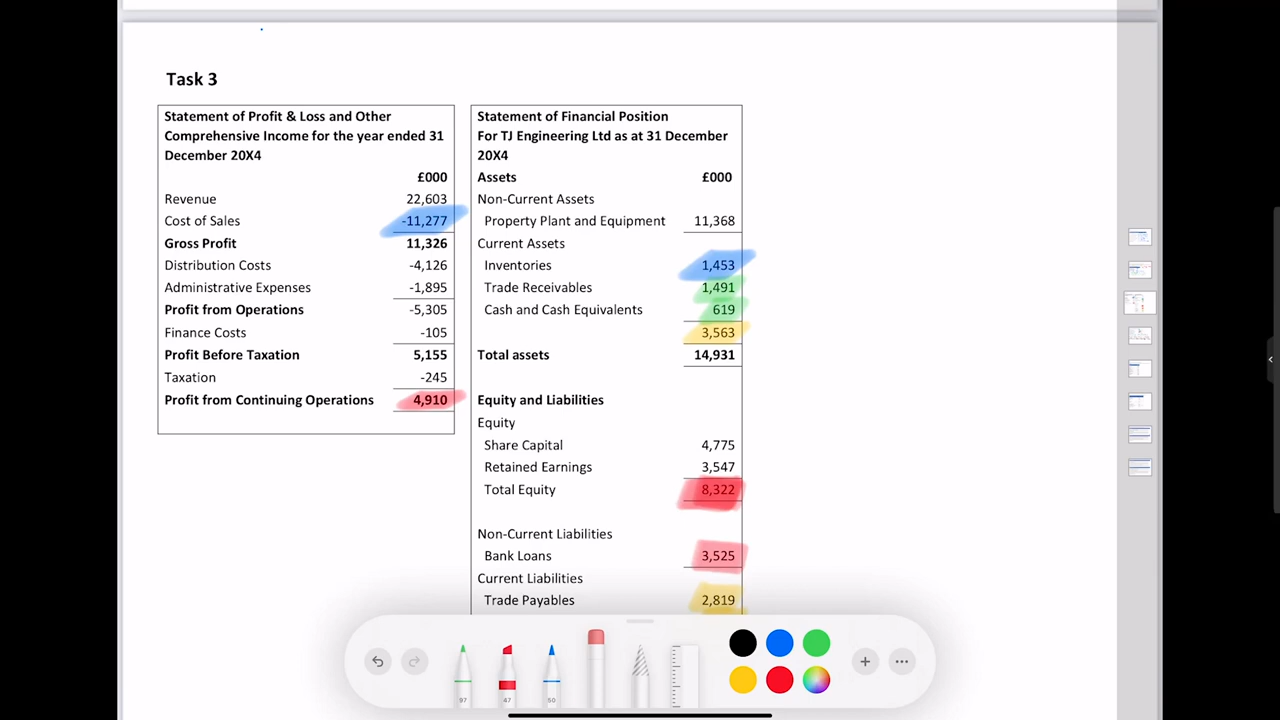 Task 3
Statement of Profit & Loss and Other
Comprehensive Income for the year ended 31
December 20X4
£000
Revenue 22,603
Cost of Sales -11,277
Gross Profit 11,326
Distribution Costs -4,126
Administrative Expenses -1,895
Profit from Operations -5,305
Finance Costs -105
Profit Before Taxation 5,155
Taxation -245
Profit from Continuing Operations 4,910
Statement of Financial Position
For TJ Engineering Ltd as at 31 December
20X4
Assets £000
Non-Current Assets
Property Plant and Equipment 11,368
Current Assets
Inventories 1,453
Trade Receivables 1,491
Cash and Cash Equivalents 619
3,563
Total assets 14,931
Equity and Liabilities
Equity
Share Capital 4,775
Retained Earnings 3,547
Total Equity 8,322
Non-Current Liabilities
Bank Loans 3,525
Current Liabilities
Trade Payables 2,819
97 47 50